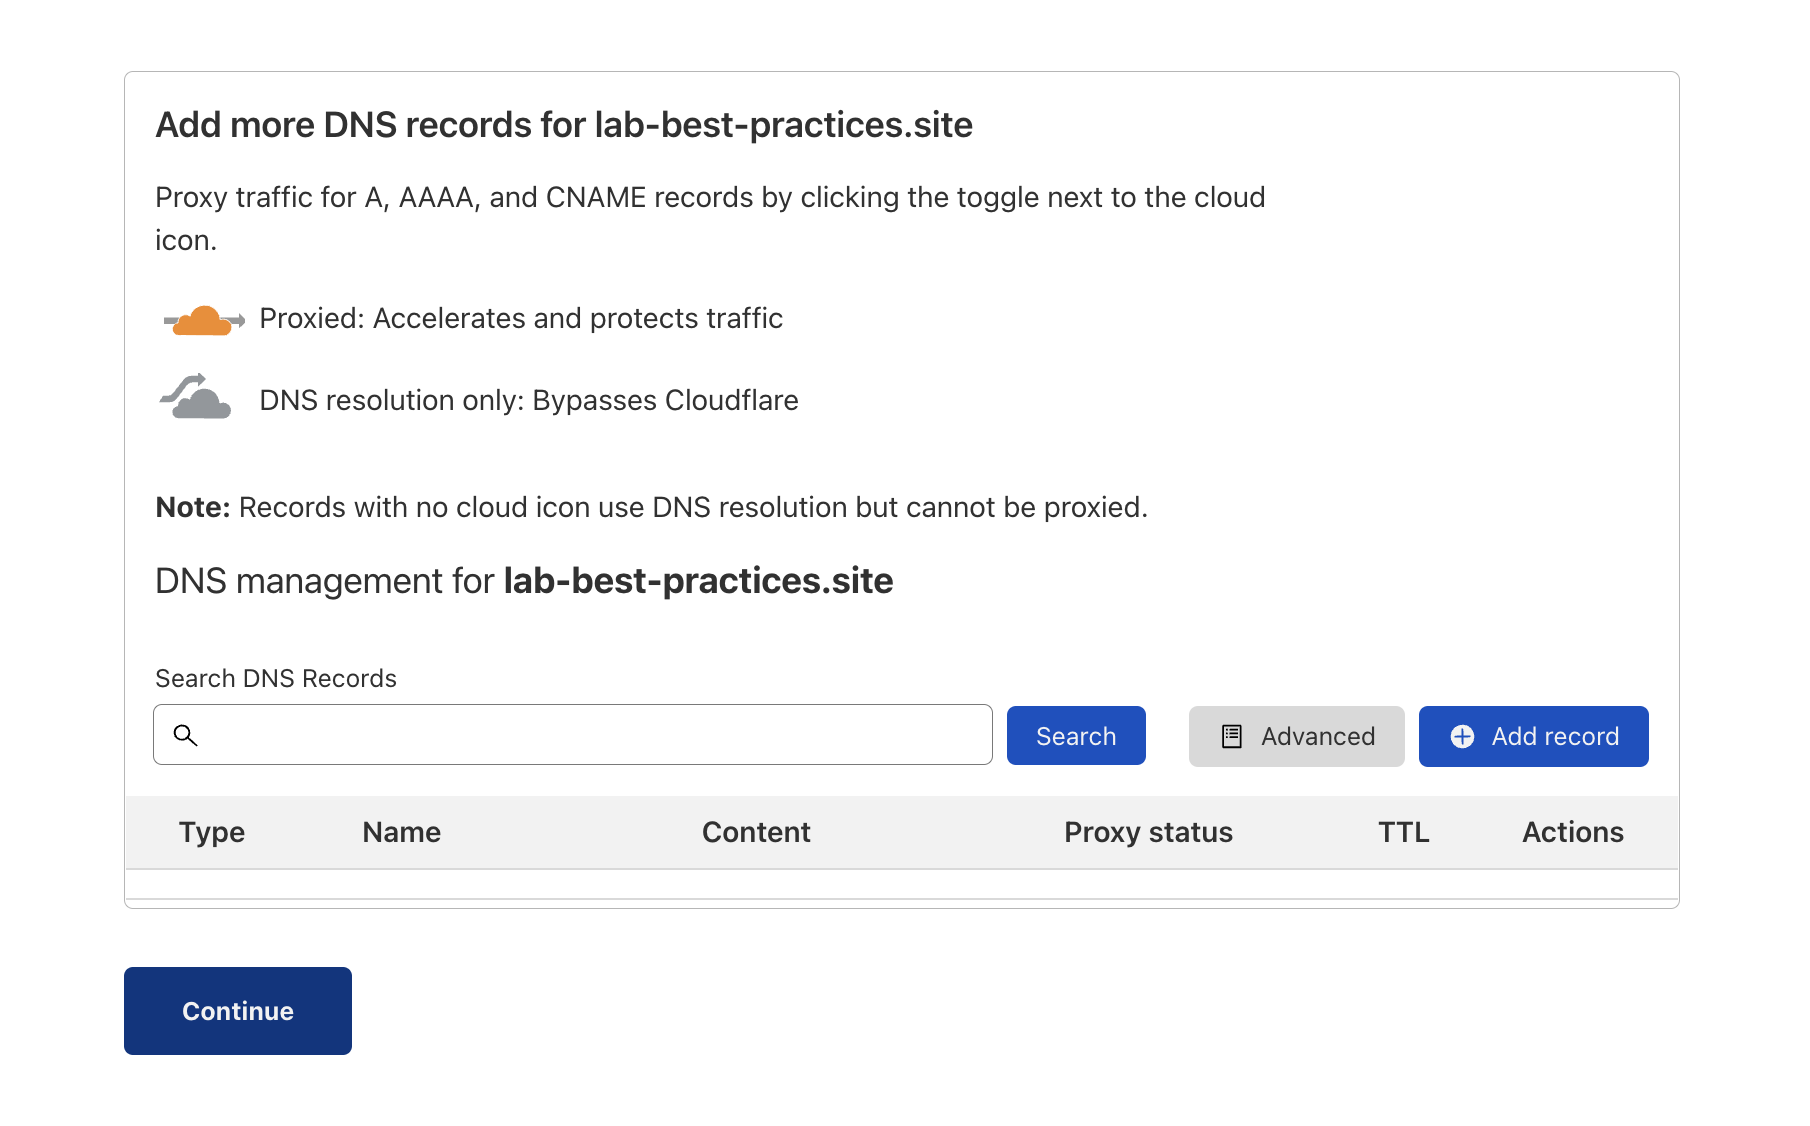 Add more DNS records for lab-best-practices.site
Proxy traffic for A, AAAA, and CNAME records by clicking the toggle next to the cloud
icon.
Proxied: Accelerates and protects traffic
DNS resolution only: Bypasses Cloudflare
Note: Records with no cloud icon use DNS resolution but cannot be proxied.
DNS management for lab-best-practices.site
Search DNS Records
Search Advanced Add record
Type Name Content Proxy status TTL Actions
Continue